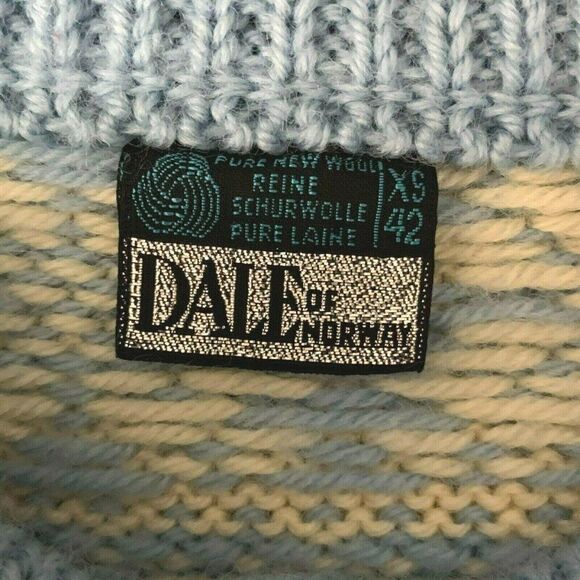 PURE NEW WOOL
REINE
SCHURWOLLE
PURE LAINE
XS
42
DALE OF
NORWAY